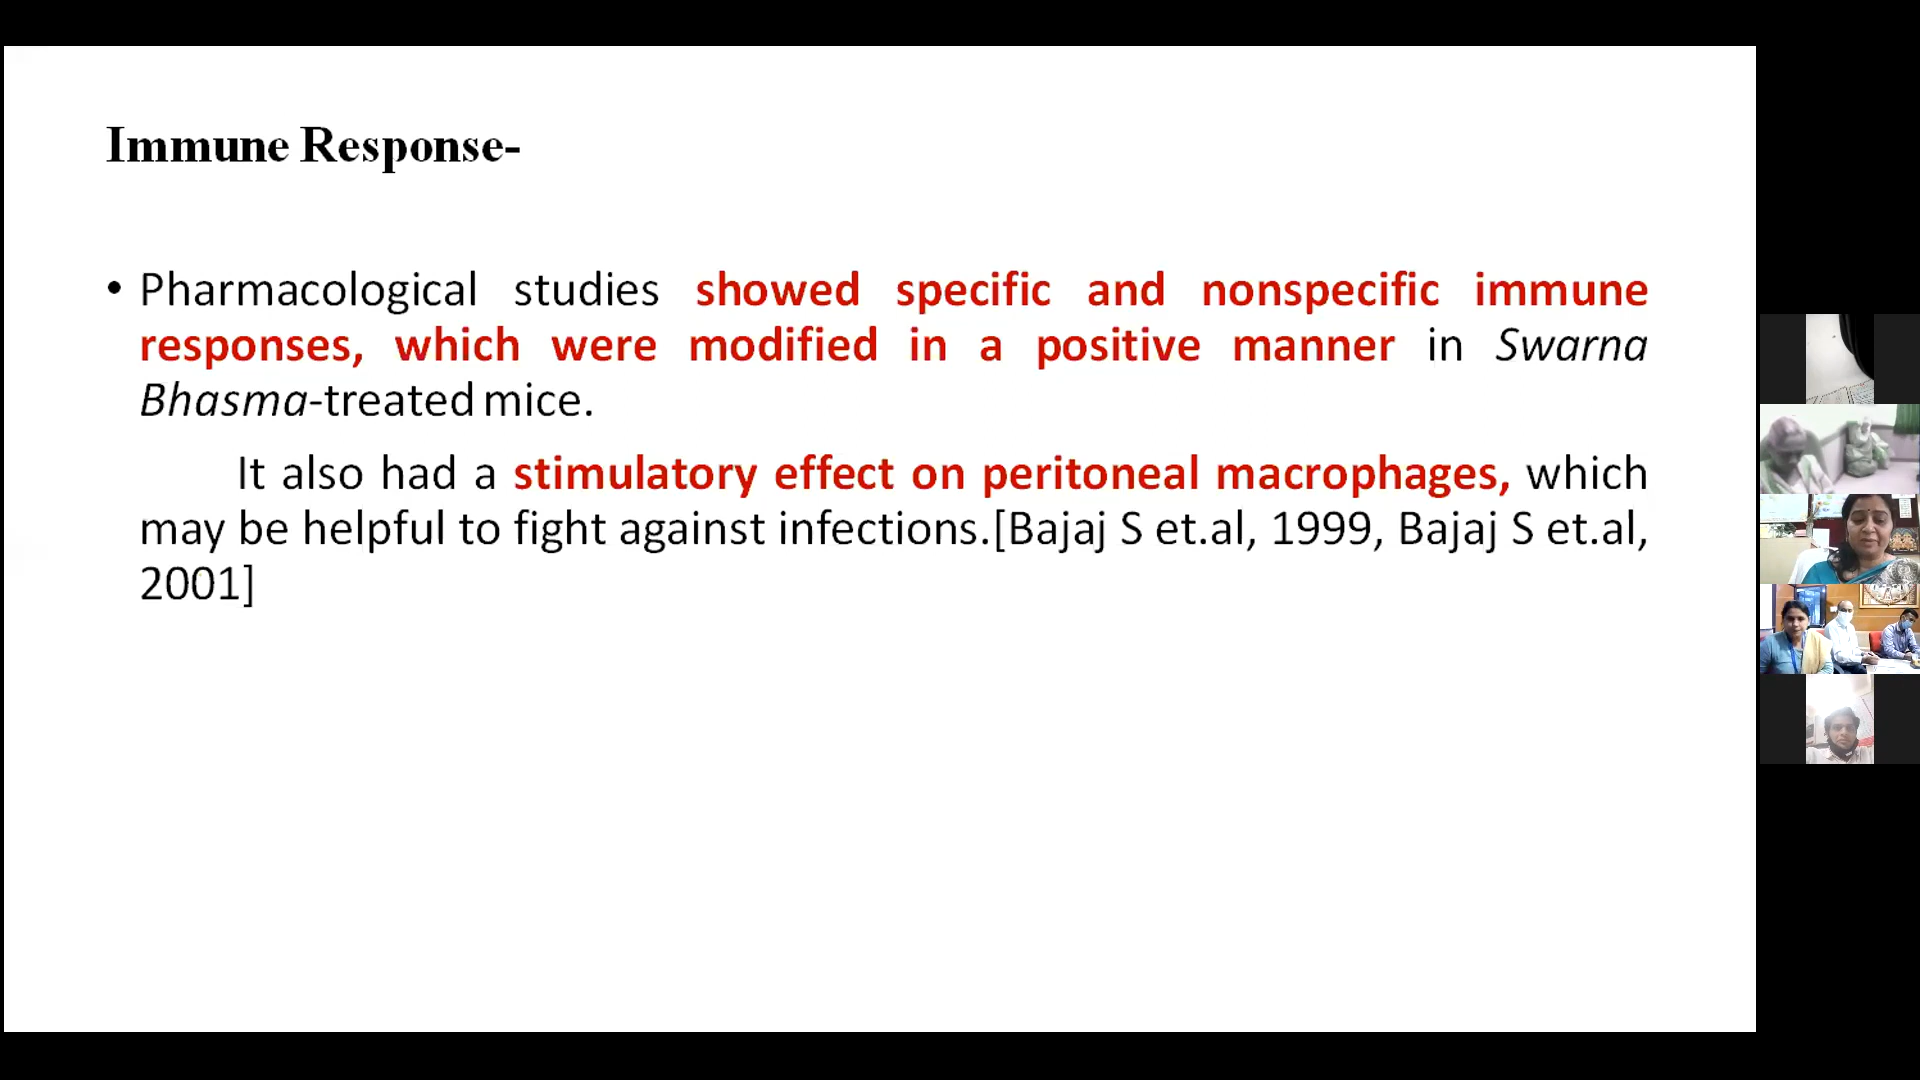 Immune Response-
• Pharmacological studies showed specific and nonspecific immune
responses, which were modified in a positive manner in Swarna
Bhasma-treated mice.
It also had a stimulatory effect on peritoneal macrophages, which
may be helpful to fight against infections.[Bajaj S et.al, 1999, Bajaj S et.al,
2001]